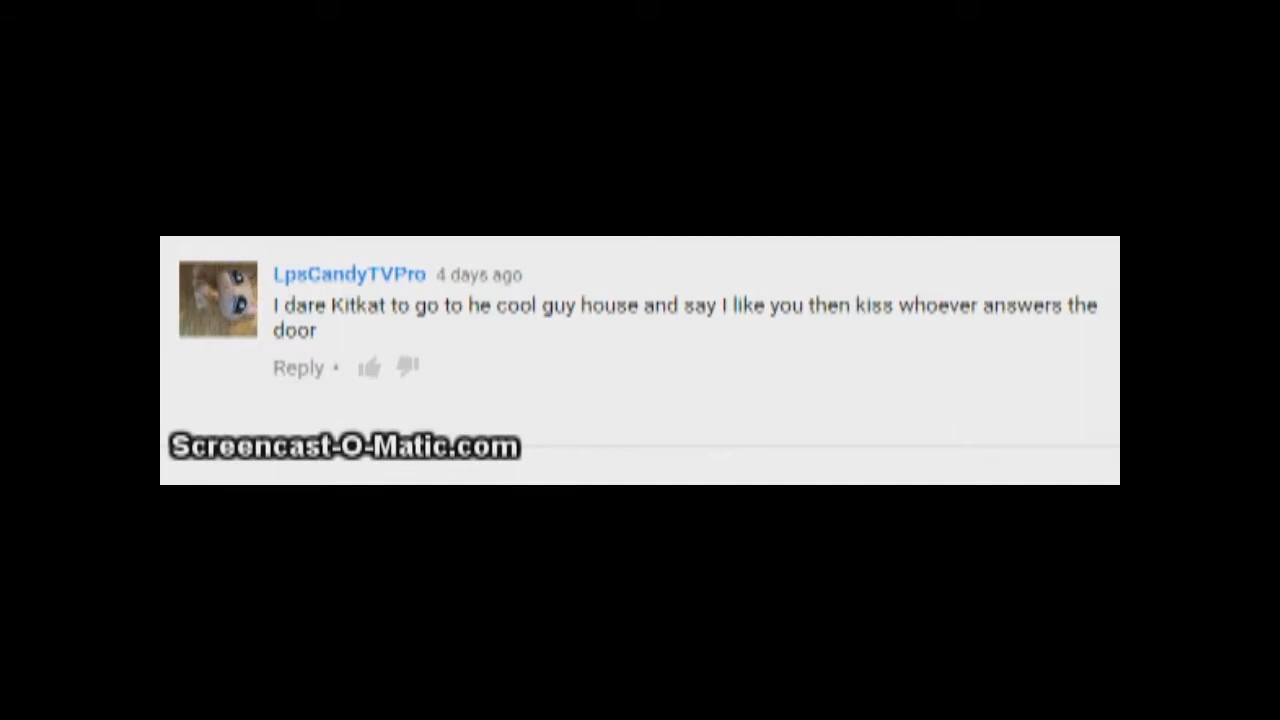 LpsCandyTVPro 4 days ago
I dare Kitkat to go to he cool guy house and say I like you then kiss whoever answers the
door
Reply •
Screencast-O-Matic.com